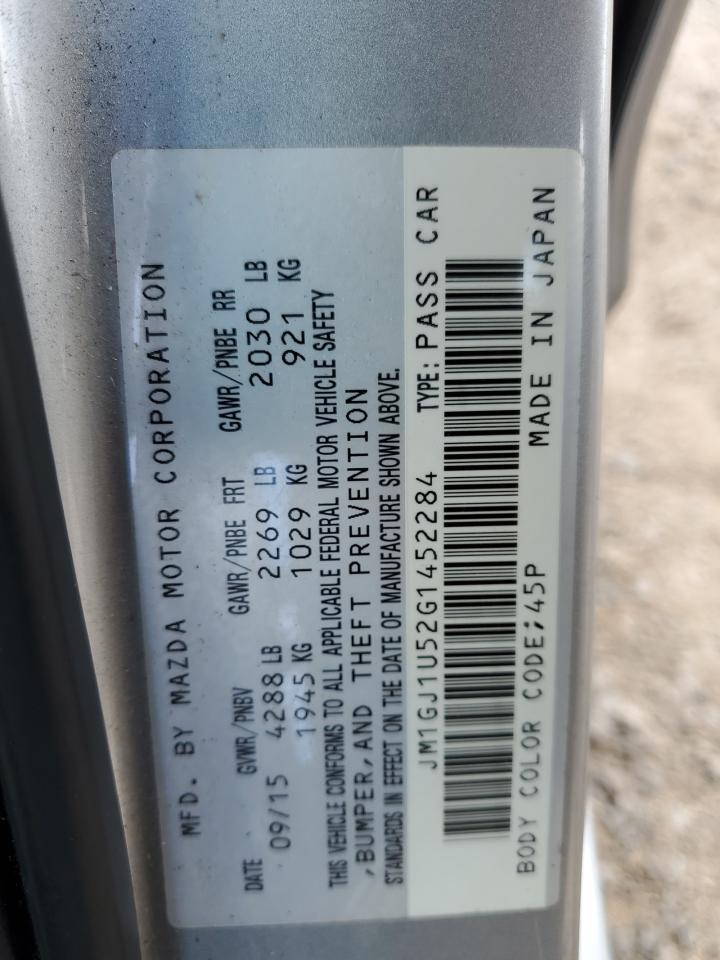 MFD. BY MAZDA MOTOR CORPORATION
DATE GVWR/PNBV GAWR/PNBE FRT GAWR/PNBE RR
09/15 4288 LB 2269 LB 2030 LB
1945 KG 1029 KG 921 KG
THIS VEHICLE CONFORMS TO ALL APPLICABLE FEDERAL MOTOR VEHICLE SAFETY
,BUMPER,AND THEFT PREVENTION
STANDARDS IN EFFECT ON THE DATE OF MANUFACTURE SHOWN ABOVE.
JM1GJ1U52G1452284 TYPE: PASS CAR
BODY COLOR CODE;45P MADE IN JAPAN